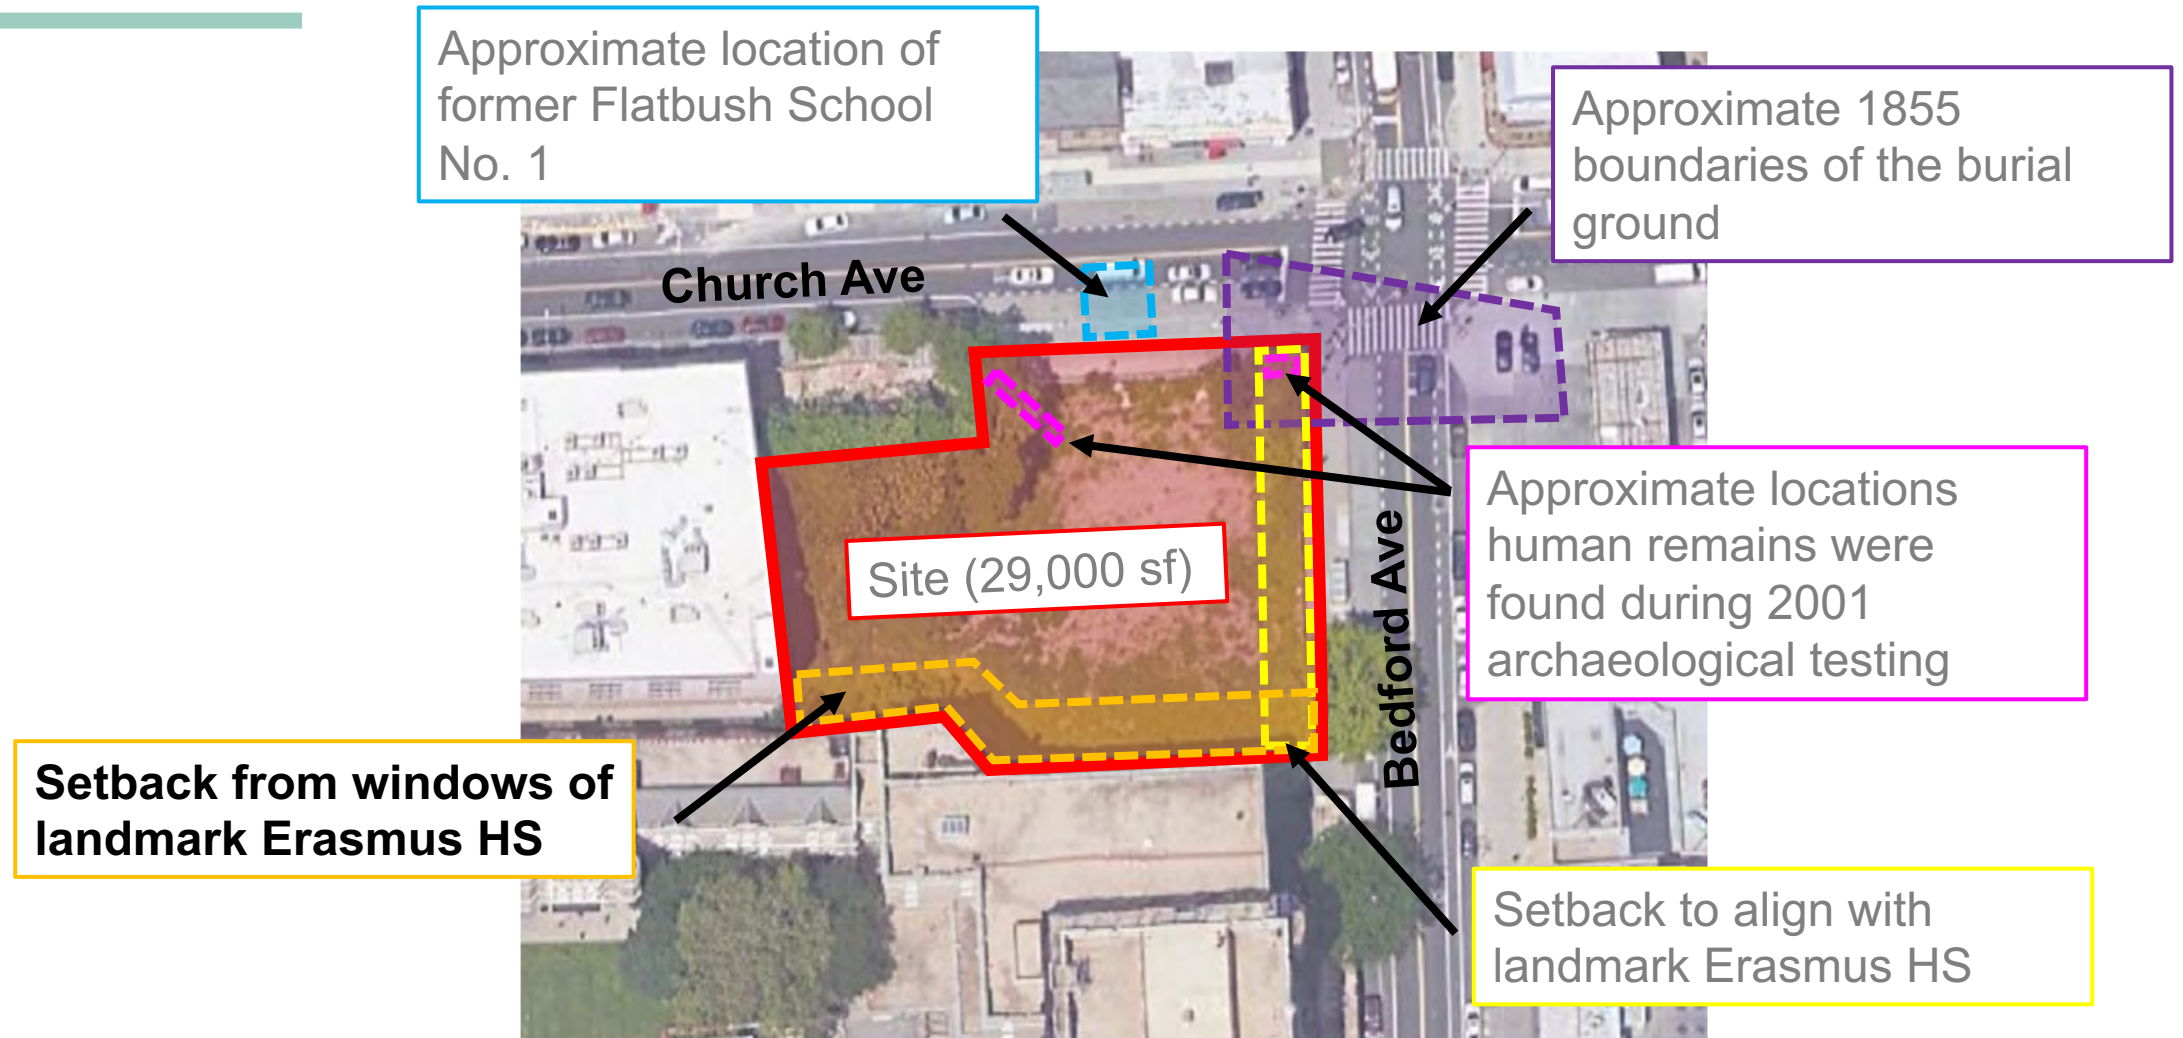 Approximate location of
former Flatbush School
No. 1
Approximate 1855
boundaries of the burial
ground
Church Ave
Approximate locations
human remains were
found during 2001
archaeological testing
Site (29,000 sf)
Bedford Ave
Setback from windows of
landmark Erasmus HS
Setback to align with
landmark Erasmus HS